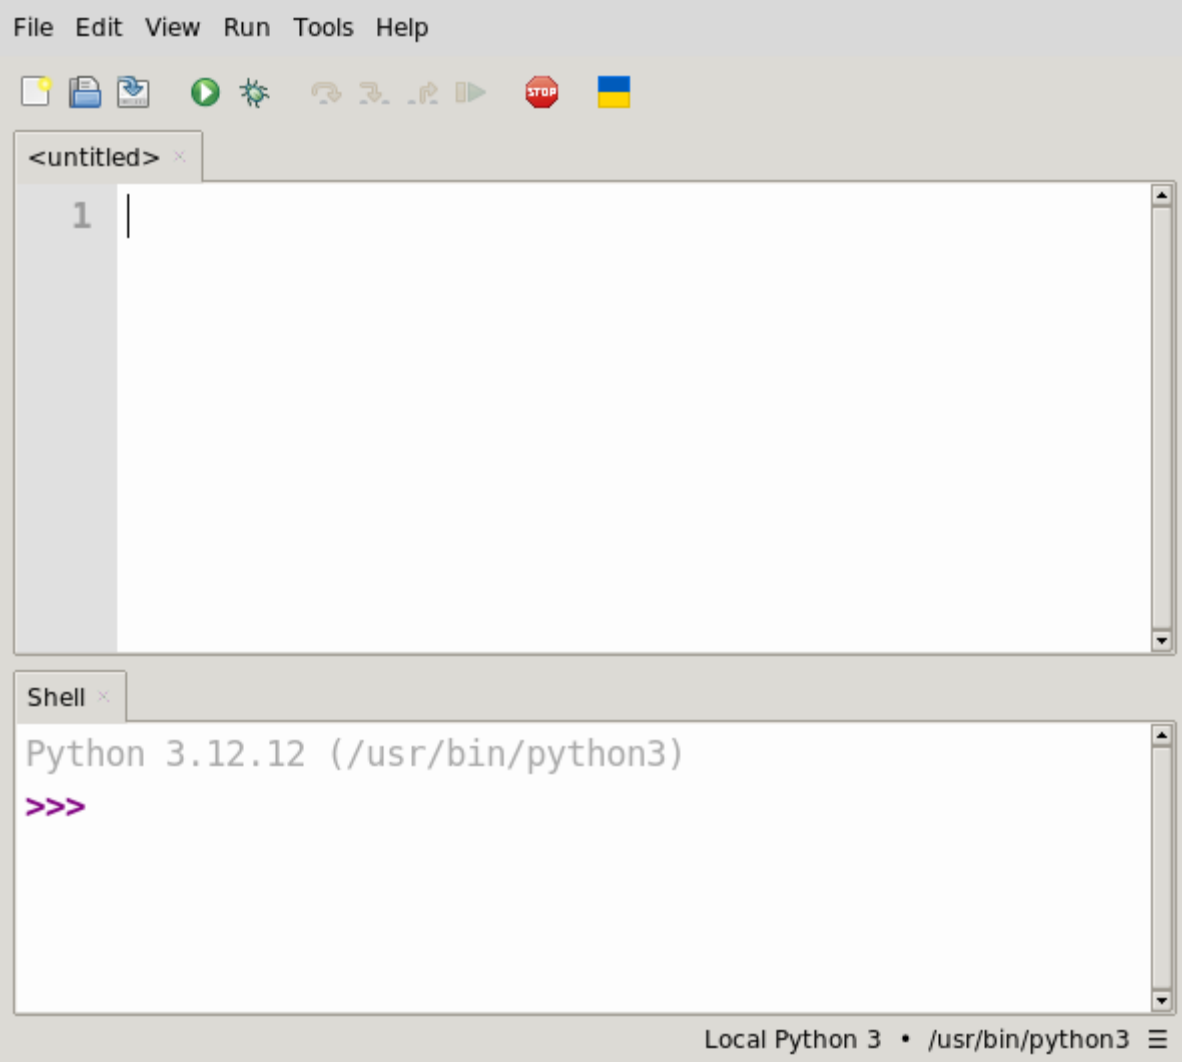 File Edit View Run Tools Help
STOP
<untitled> ×
1
Shell ×
Python 3.12.12 (/usr/bin/python3)
>>>
Local Python 3 • /usr/bin/python3 ☰